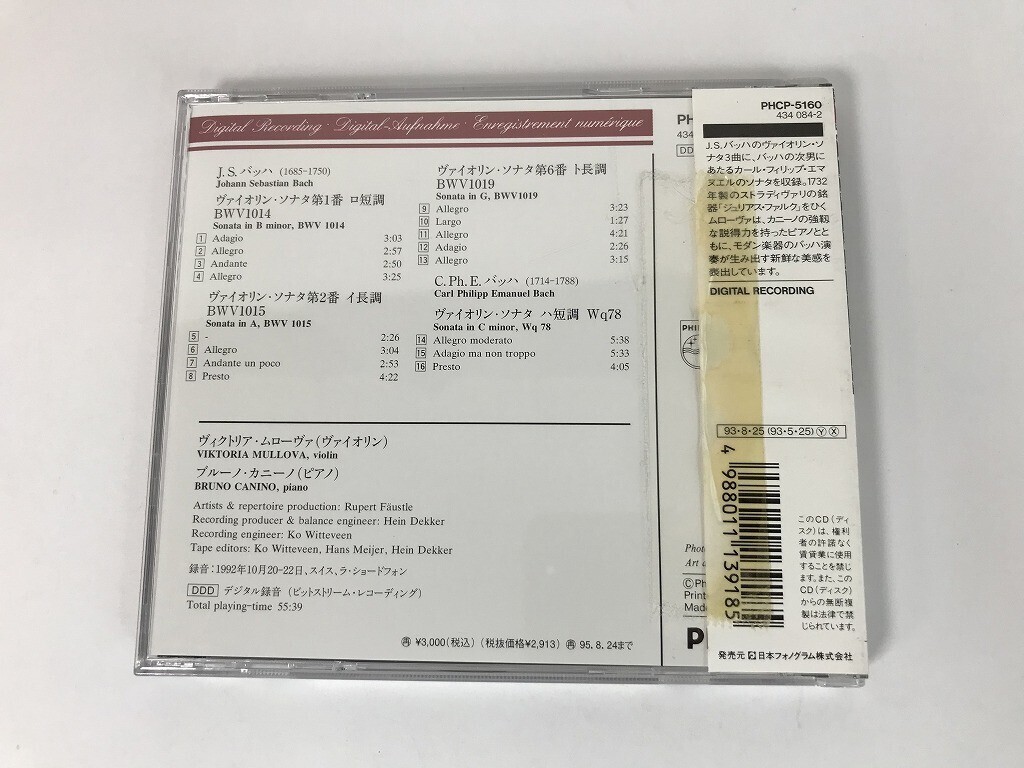 Digital Recording · Digital-Aufnahme · Enregistrement numérique
J. S. バッハ (1685-1750)
Johann Sebastian Bach
ヴァイオリン・ソナタ第1番 ロ短調
BWV1014
Sonata in B minor, BWV 1014
1 Adagio 3:03
2 Allegro 2:57
3 Andante 2:50
4 Allegro 3:25
ヴァイオリン・ソナタ第2番 イ長調
BWV1015
Sonata in A, BWV 1015
5 - 2:26
6 Allegro 3:04
7 Andante un poco 2:53
8 Presto 4:22
ヴァイオリン・ソナタ第6番 ト長調
BWV1019
Sonata in G, BWV1019
9 Allegro 3:23
10 Largo 1:27
11 Allegro 4:21
12 Adagio 2:26
13 Allegro 3:15
C. Ph. E. バッハ (1714-1788)
Carl Philipp Emanuel Bach
ヴァイオリン・ソナタ ハ短調 Wq78
Sonata in C minor, Wq 78
14 Allegro moderato 5:38
15 Adagio ma non troppo 5:33
16 Presto 4:05
ヴィクトリア・ムローヴァ(ヴァイオリン)
VIKTORIA MULLOVA, violin
ブルーノ・カニーノ(ピアノ)
BRUNO CANINO, piano
Artists & repertoire production: Rupert Fäustle
Recording producer & balance engineer: Hein Dekker
Recording engineer: Ko Witteveen
Tape editors: Ko Witteveen, Hans Meijer, Hein Dekker
録音:1992年10月20-22日、スイス、ラ・ショードフォン
DDD デジタル録音 (ビットストリーム・レコーディング)
Total playing-time 55:39
再 ¥3,000(税込) (税抜価格¥2,913) 再 95.8.24まで
PH
434
DDD
PHILI
Photo
Art d
©Ph
Printe
Made
P
PHCP-5160
434 084-2
J.S.バッハのヴァイオリン・ソ
ナタ3曲に、バッハの次男に
あたるカール・フィリップ・エマ
ヌエルのソナタを収録。1732
年製のストラディヴァリの銘
器「ジュリアス・ファルク」をひく
ムローヴァは、カニーノの強靱
な説得力を持ったピアノとと
もに、モダン楽器のバッハ演
奏が生み出す新鮮な美感を
表出しています。
DIGITAL RECORDING
93・8・25 (93・5・25) Ⓨ Ⓧ
4 988011 139185
このCD(ディ
スク)は、権利
者の許諾なく
賃貸業に使用
することを禁じ
ます。また、この
CD(ディスク)
からの無断複
製は法律で禁
じられています。
発売元 日本フォノグラム株式会社